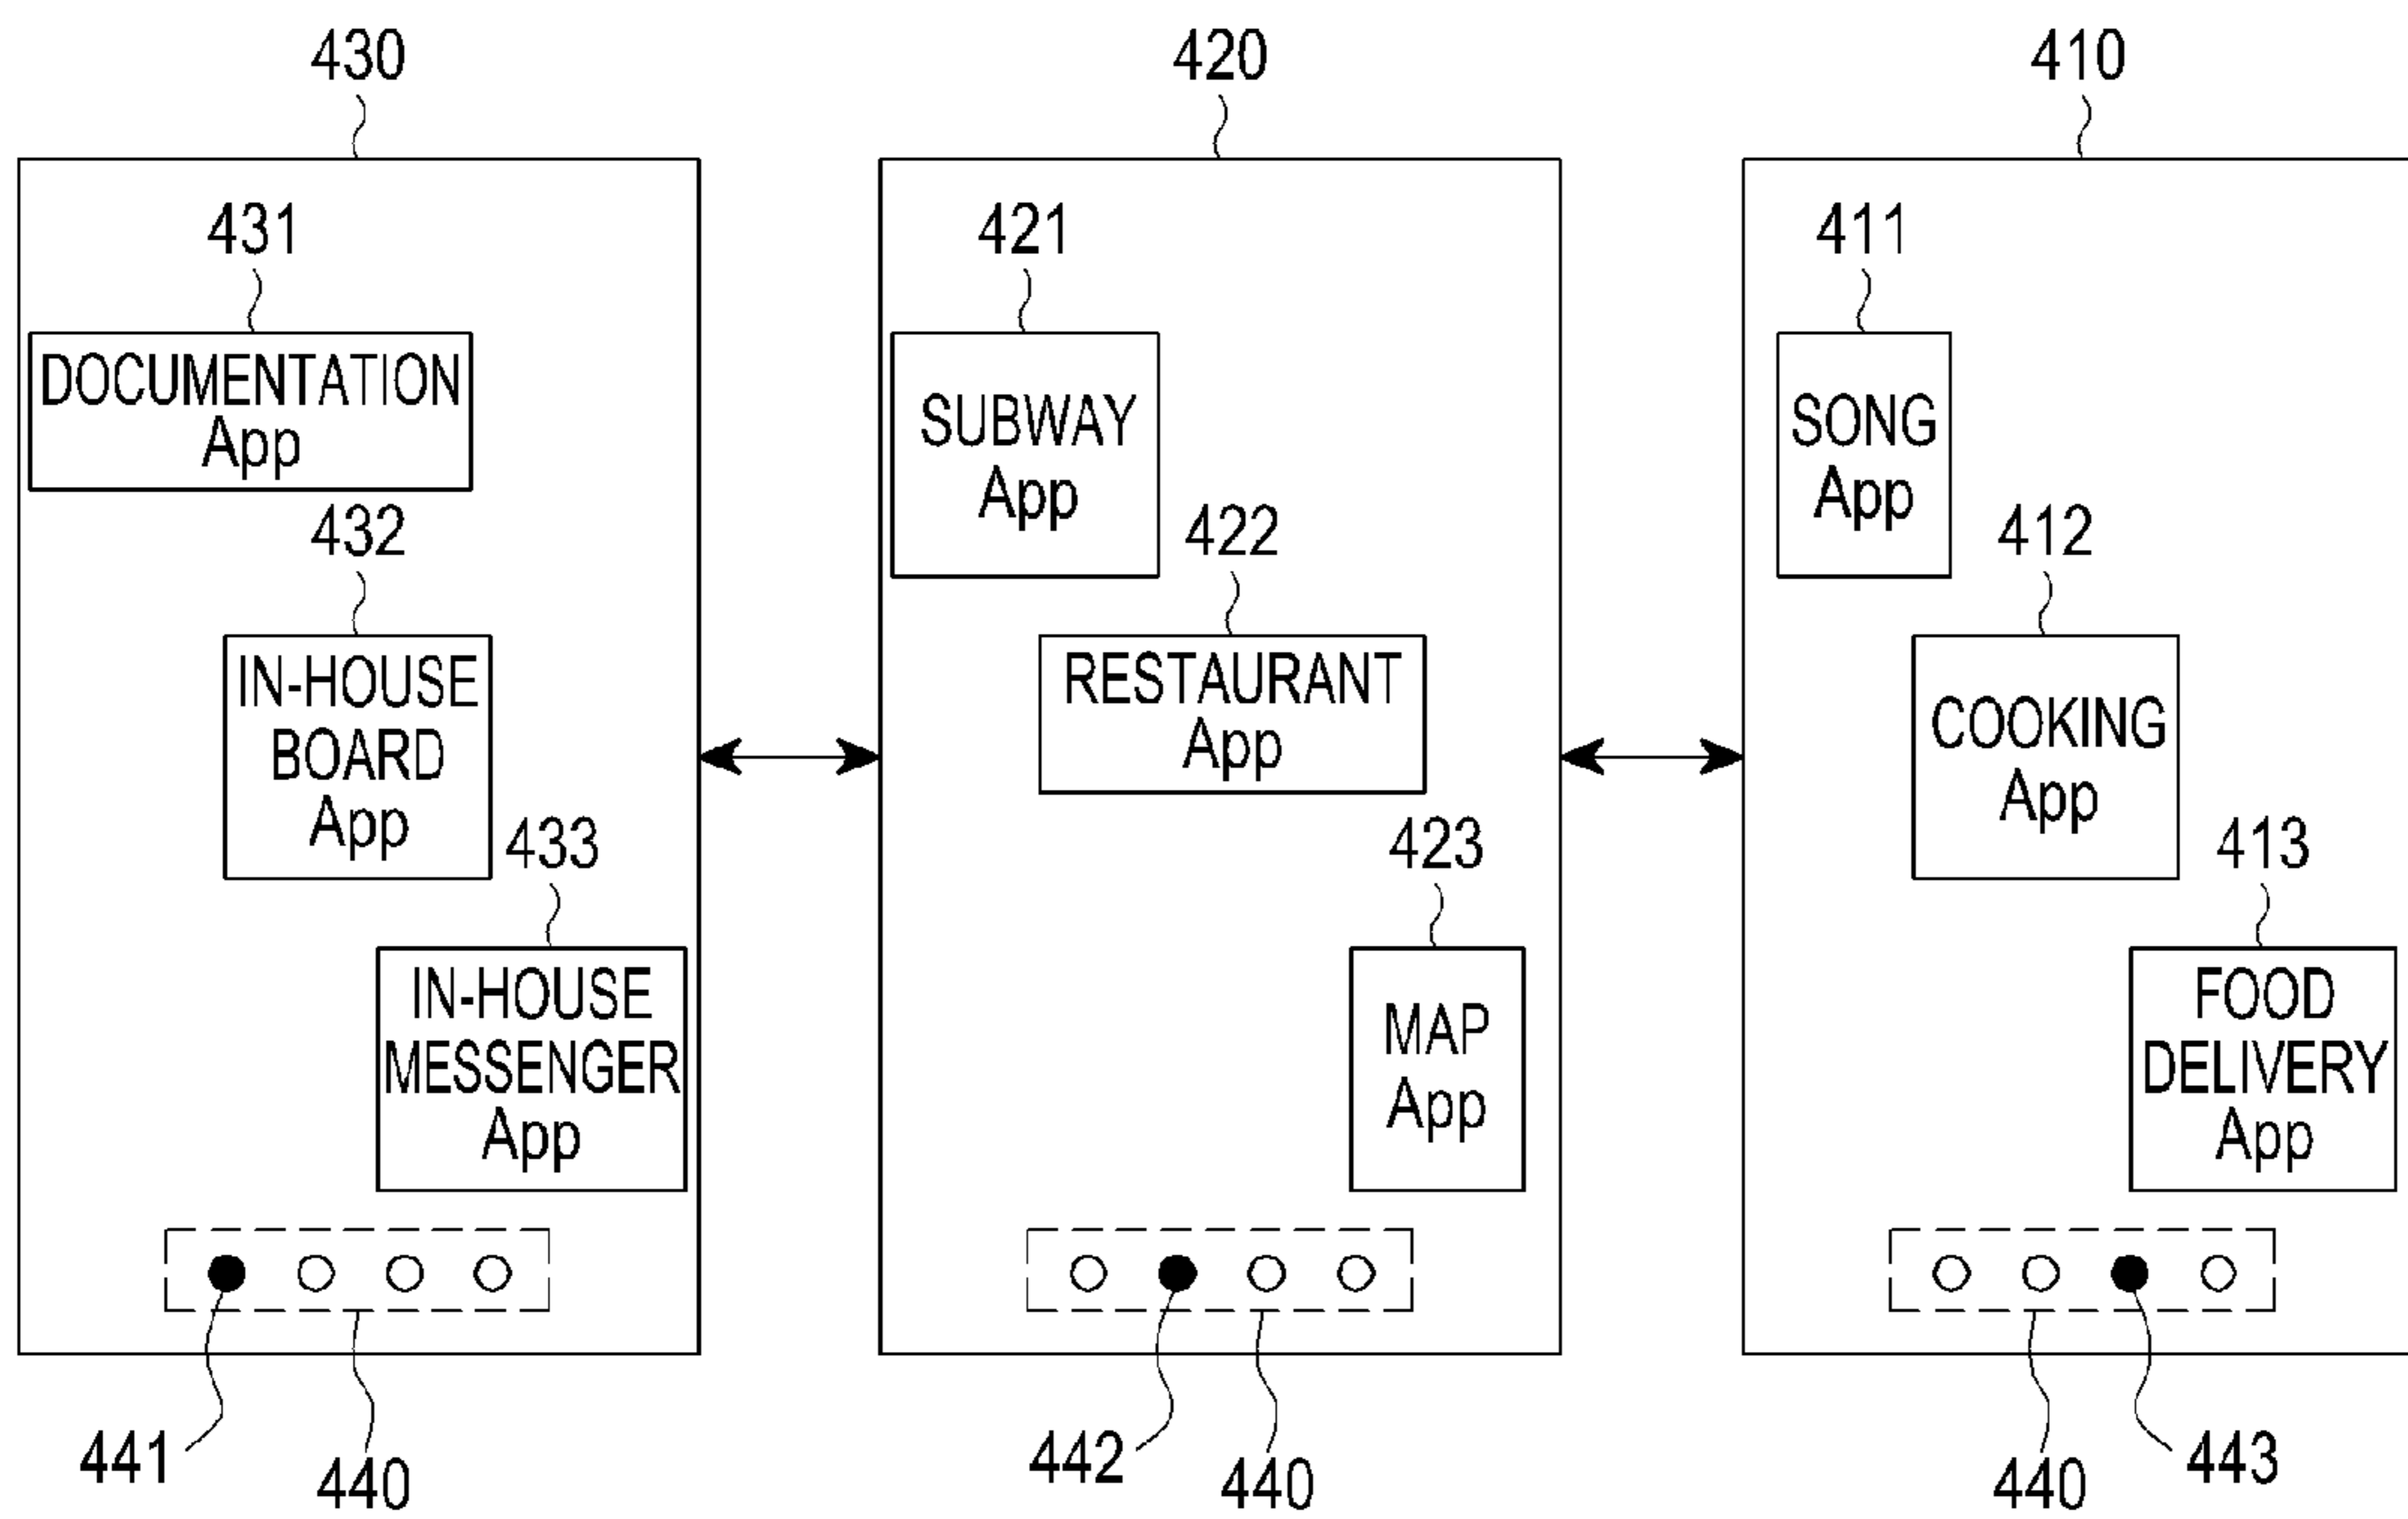 430
420
410
431
421
411
DOCUMENTATION
App
SUBWAY
App
SONG
App
432
422
412
IN-HOUSE
BOARD
App
RESTAURANT
App
COOKING
App
433
423
413
IN-HOUSE
MESSENGER
App
MAP
App
FOOD
DELIVERY
App
441
440
442
440
440
443